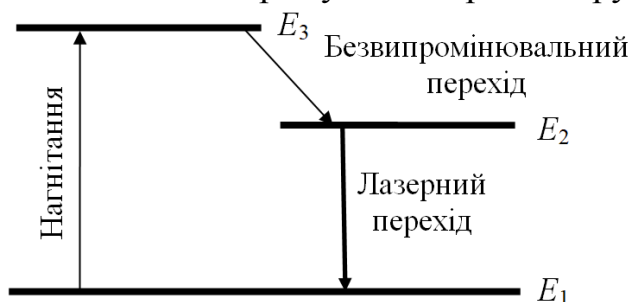 E3
Безвипромінювальний
перехід
Нагнітання
E2
Лазерний
перехід
E1